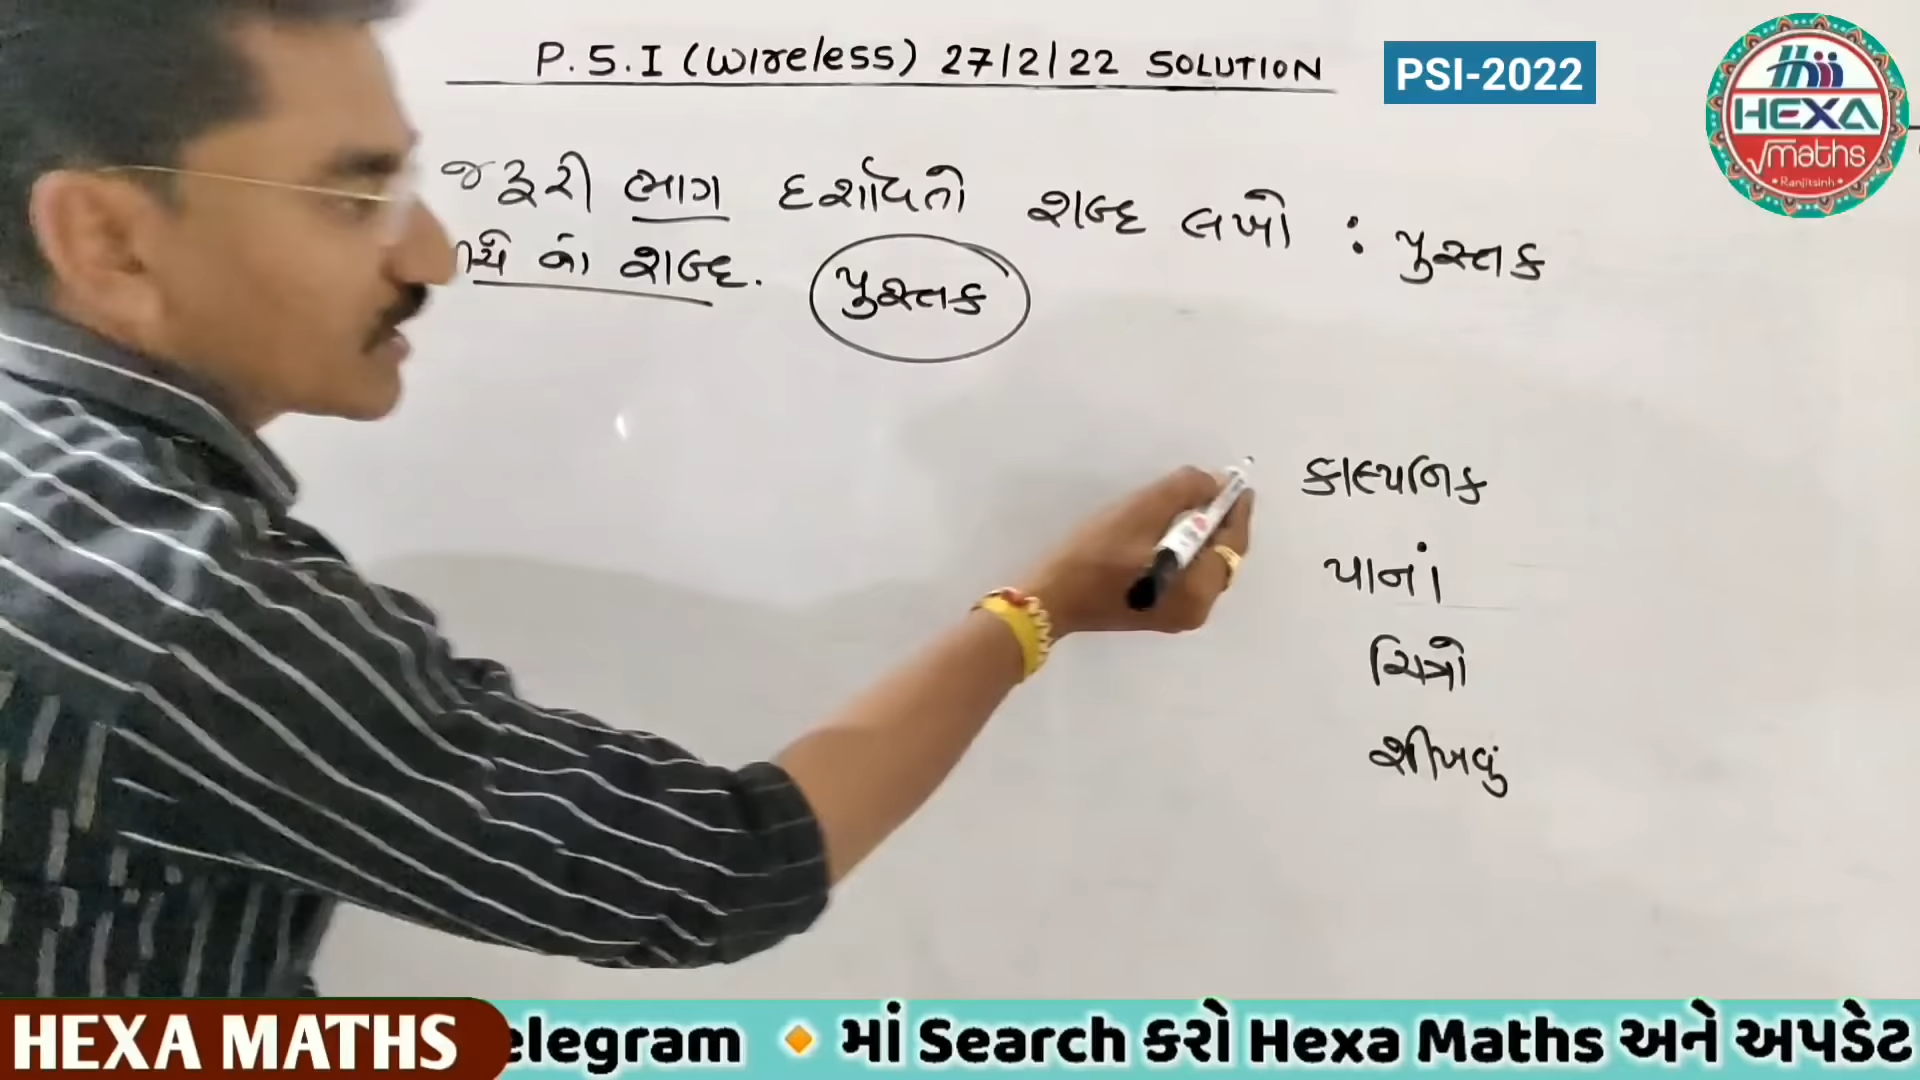 P.S.I (Wireless) 27/2/22 SOLUTION
PSI-2022
HEXA
maths
Ranjitsinh
જરૂરી ભાગ દર્શાવતો શબ્દ લખો : પુસ્તક
નો શબ્દ.
પુસ્તક
કાલ્પનિક
પાનાં
ચિત્રો
શીખવું
HEXA MATHS
elegram 🔸 માં Search કરો Hexa Maths અને અપડેટ